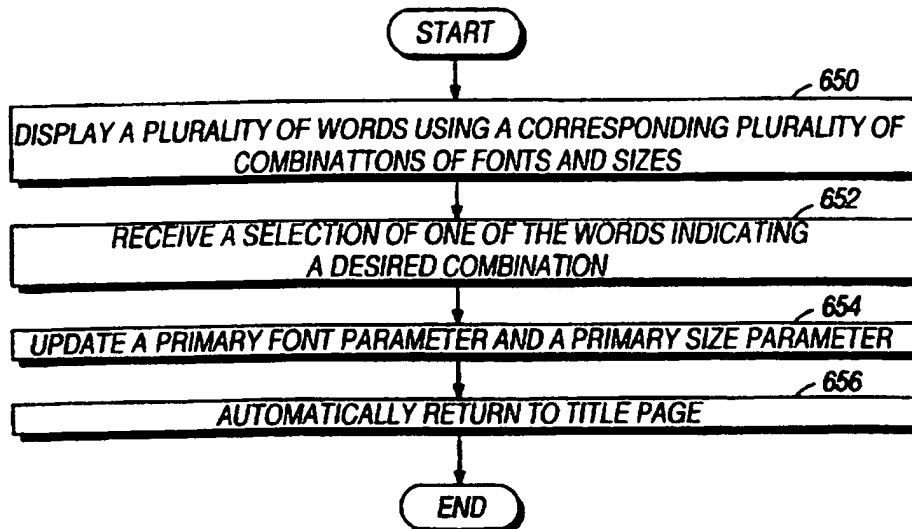 START
650
DISPLAY A PLURALITY OF WORDS USING A CORRESPONDING PLURALITY OF
COMBINATTONS OF FONTS AND SIZES
652
RECEIVE A SELECTION OF ONE OF THE WORDS INDICATING
A DESIRED COMBINATION
654
UPDATE A PRIMARY FONT PARAMETER AND A PRIMARY SIZE PARAMETER
656
AUTOMATICALLY RETURN TO TITLE PAGE
END